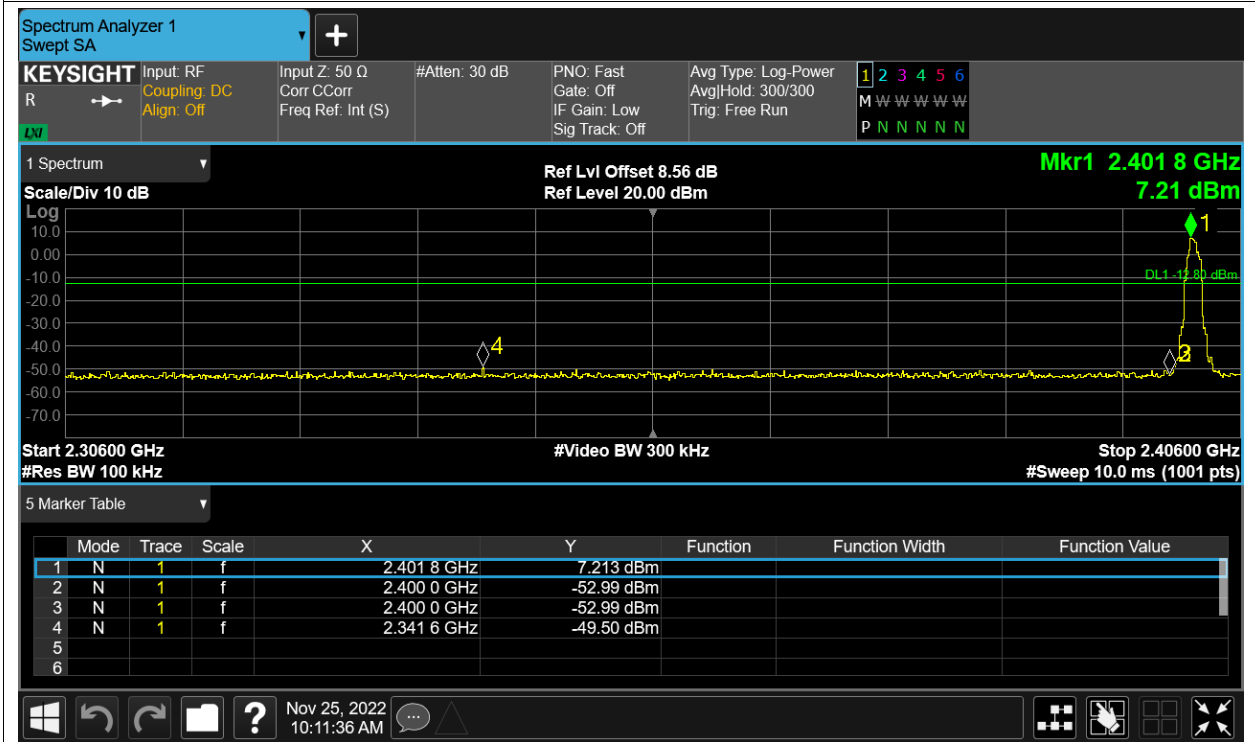 Spectrum Analyzer 1
Swept SA
+
KEYSIGHT
R
LXI
Input: RF
Coupling: DC
Align: Off
Input Z: 50 Ω
Corr CCorr
Freq Ref: Int (S)
#Atten: 30 dB
PNO: Fast
Gate: Off
IF Gain: Low
Sig Track: Off
Avg Type: Log-Power
Avg|Hold: 300/300
Trig: Free Run
1 2 3 4 5 6
M W W W W W
P N N N N N
1 Spectrum
Scale/Div 10 dB
Ref Lvl Offset 8.56 dB
Ref Level 20.00 dBm
Mkr1 2.401 8 GHz
7.21 dBm
Log
10.0
0.00
-10.0
-20.0
-30.0
-40.0
-50.0
-60.0
-70.0
1
DL1 -12.80 dBm
4
Start 2.30600 GHz
#Res BW 100 kHz
#Video BW 300 kHz
Stop 2.40600 GHz
#Sweep 10.0 ms (1001 pts)
5 Marker Table
Mode Trace Scale X Y Function Function Width Function Value
1 N 1 f 2.401 8 GHz 7.213 dBm
2 N 1 f 2.400 0 GHz -52.99 dBm
3 N 1 f 2.400 0 GHz -52.99 dBm
4 N 1 f 2.341 6 GHz -49.50 dBm
5
6
?
Nov 25, 2022
10:11:36 AM